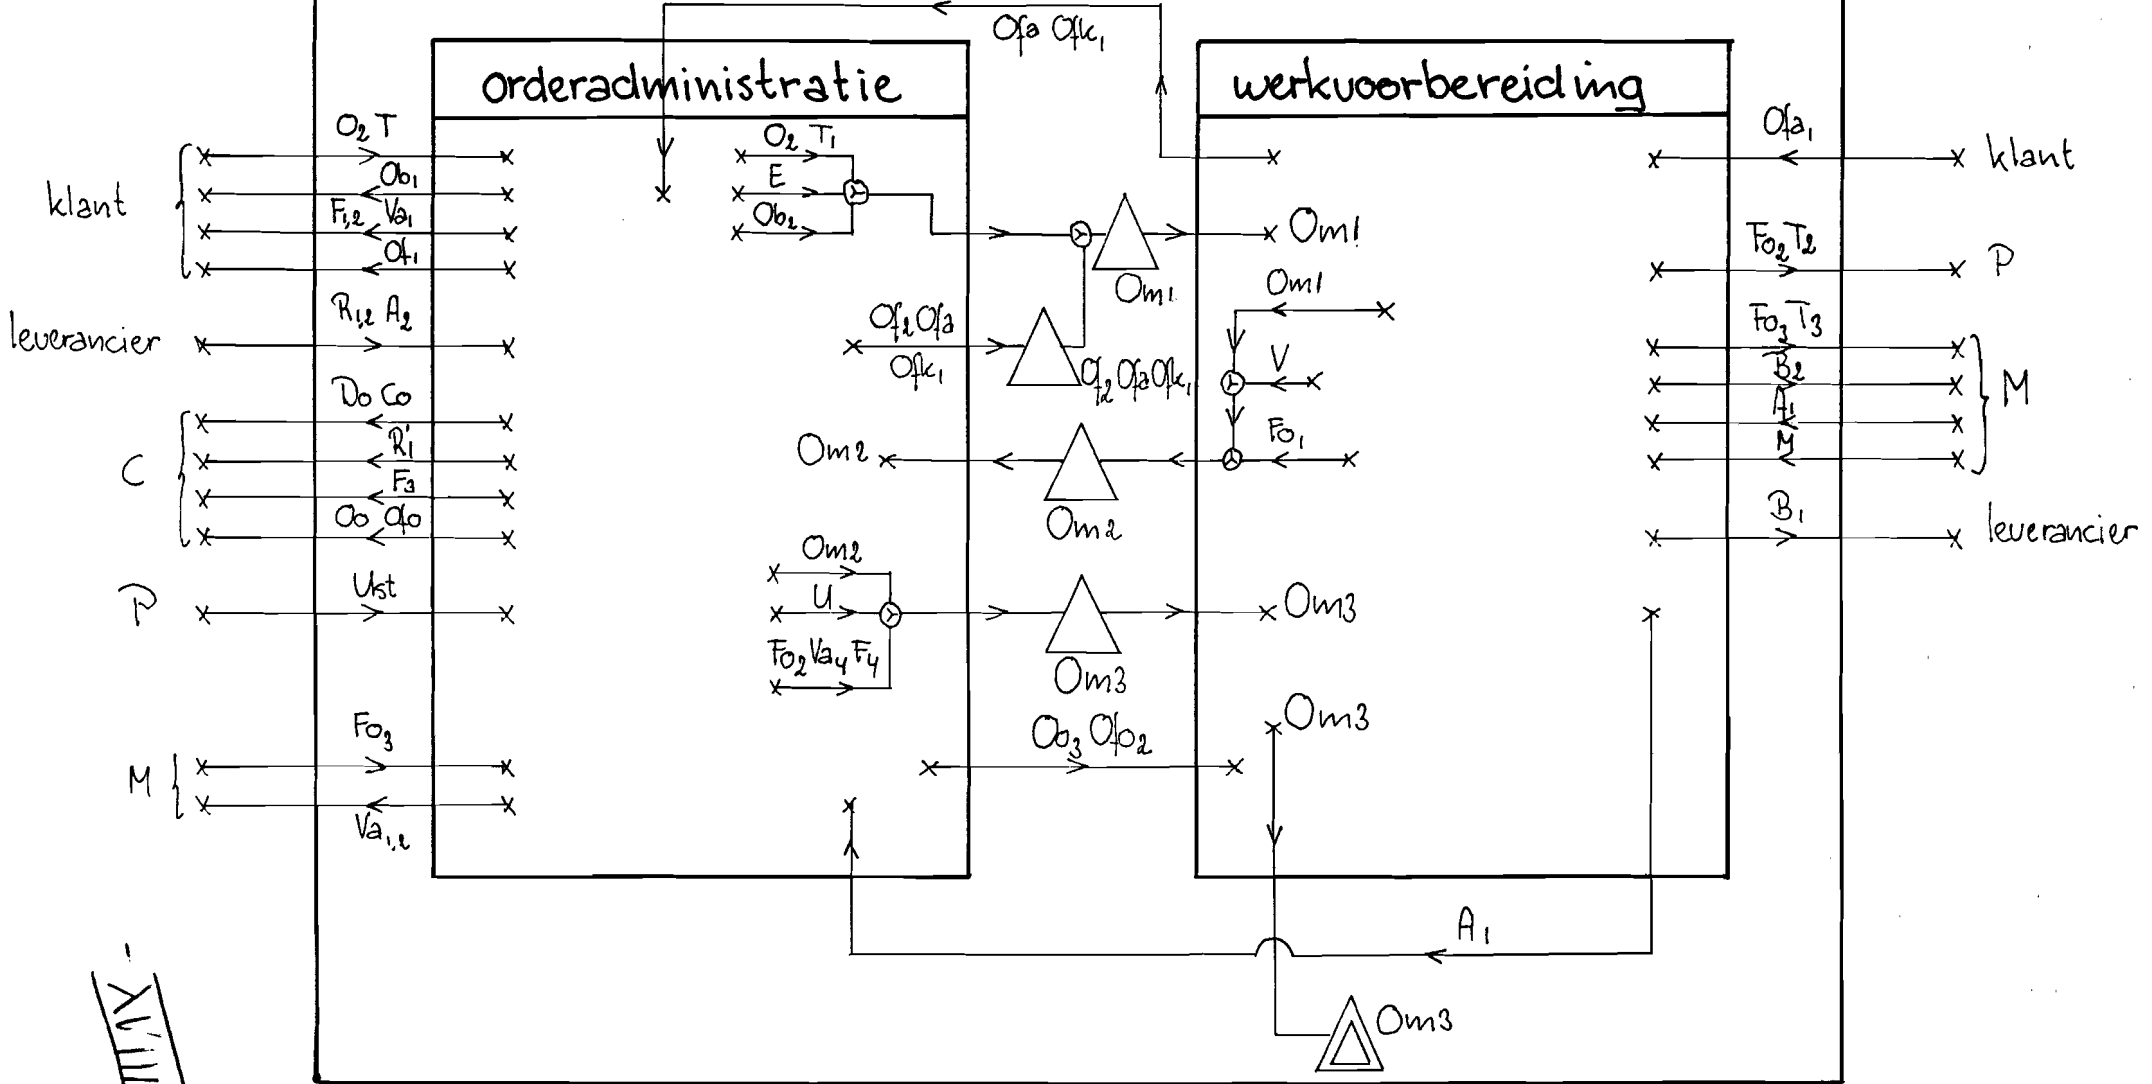 Ofa Ofk1
orderadministratie
werkvoorbereiding
klant
O2 T
Ob1
F1,2 Va1
Of1
leverancier
R1,2 A2
C
Do Co
R'1
F3
Oo Ofo
P
Ust
M
Fo3
Va1,2
O2 T1
E
Ob2
Of2 Ofa
Ofk1
Om2
Om2
U
Fo2 Va4 F4
Om1
Of2 Ofa Ofk1
Om2
Om3
Oo3 Ofo2
Om1
Om1
V
Fo1
Om3
Om3
A1
Om3
Ofa1
klant
Fo2 T2
P
Fo3 T3
B2
A1
M
M
B1
leverancier